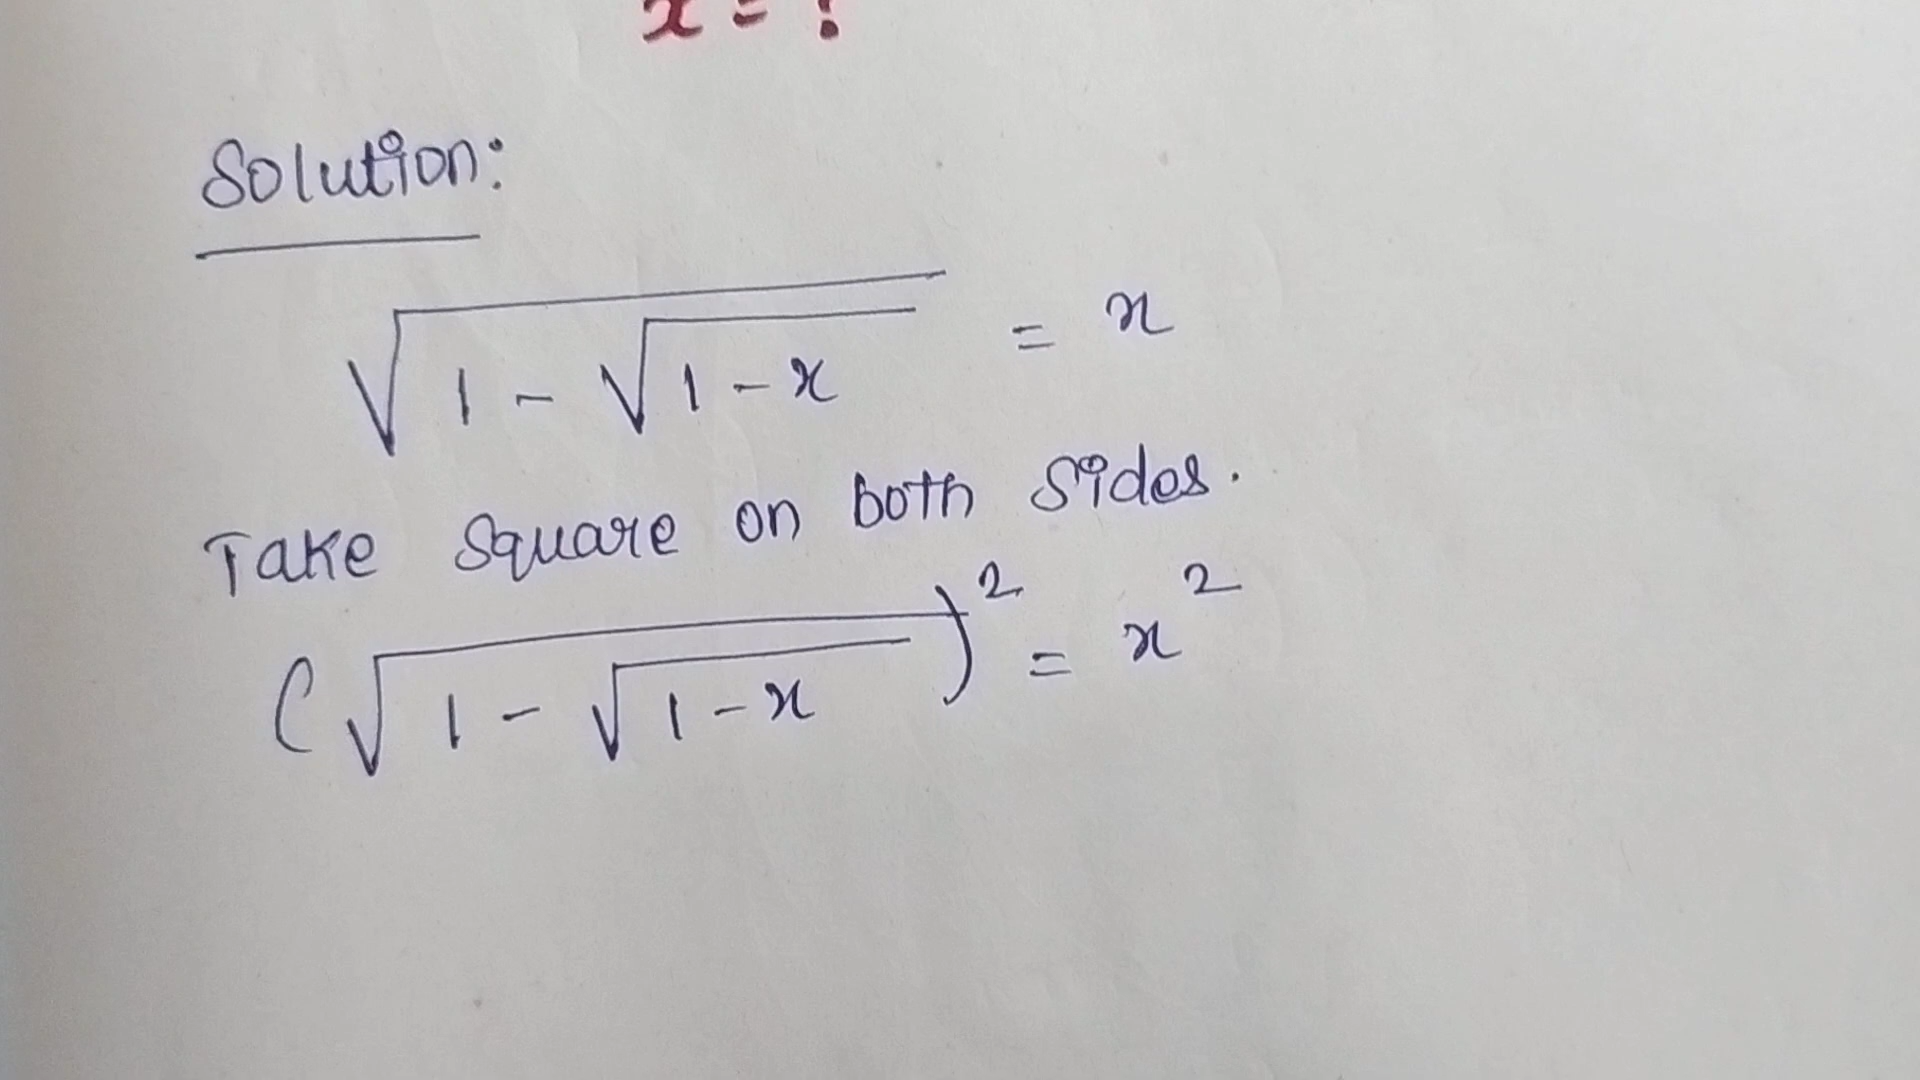 x = ?
Solution:
√(1 - √(1 - x)) = x
Take Square on both sides.
(√(1 - √(1 - x)))² = x²